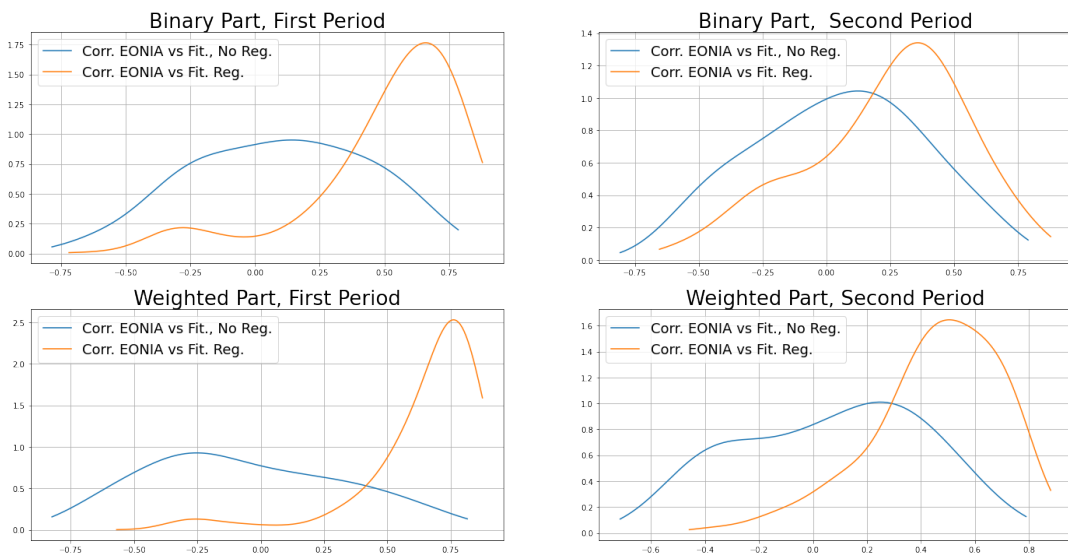 Binary Part, First Period
Corr. EONIA vs Fit., No Reg.
Corr. EONIA vs Fit. Reg.
1.75
1.50
1.25
1.00
0.75
0.50
0.25
0.00
−0.75 −0.50 −0.25 0.00 0.25 0.50 0.75
Binary Part,  Second Period
Corr. EONIA vs Fit., No Reg.
Corr. EONIA vs Fit. Reg.
1.4
1.2
1.0
0.8
0.6
0.4
0.2
0.0
−0.75 −0.50 −0.25 0.00 0.25 0.50 0.75
Weighted Part, First Period
Corr. EONIA vs Fit., No Reg.
Corr. EONIA vs Fit. Reg.
2.5
2.0
1.5
1.0
0.5
0.0
−0.75 −0.50 −0.25 0.00 0.25 0.50 0.75
Weighted Part, Second Period
Corr. EONIA vs Fit., No Reg.
Corr. EONIA vs Fit. Reg.
1.6
1.4
1.2
1.0
0.8
0.6
0.4
0.2
0.0
−0.6 −0.4 −0.2 0.0 0.2 0.4 0.6 0.8